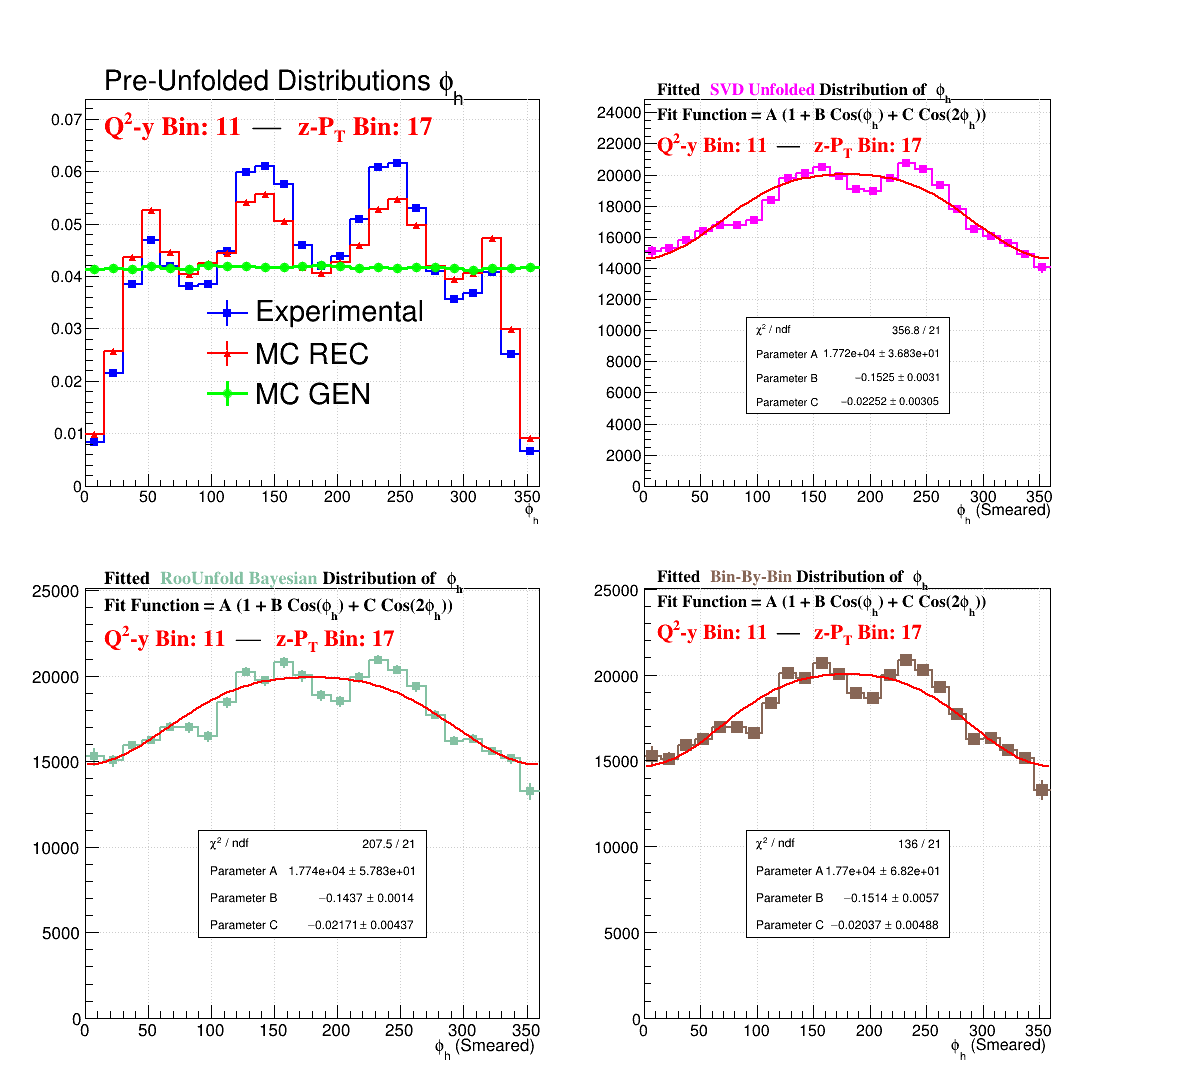 Pre-Unfolded Distributions ϕh
Q²-y Bin: 11 — z-PT Bin: 17
0.07
0.06
0.05
0.04
0.03
0.02
0.01
0
Experimental
MC REC
MC GEN
0 50 100 150 200 250 300 350
ϕh
Fitted SVD Unfolded Distribution of ϕh
Fit Function = A (1 + B Cos(ϕh) + C Cos(2ϕh))
Q²-y Bin: 11 — z-PT Bin: 17
24000
22000
20000
18000
16000
14000
12000
10000
8000
6000
4000
2000
0
χ² / ndf 356.8 / 21
Parameter A 1.772e+04 ± 3.683e+01
Parameter B −0.1525 ± 0.0031
Parameter C −0.02252 ± 0.00305
0 50 100 150 200 250 300 350
ϕh (Smeared)
Fitted RooUnfold Bayesian Distribution of ϕh
Fit Function = A (1 + B Cos(ϕh) + C Cos(2ϕh))
Q²-y Bin: 11 — z-PT Bin: 17
25000
20000
15000
10000
5000
0
χ² / ndf 207.5 / 21
Parameter A 1.774e+04 ± 5.783e+01
Parameter B −0.1437 ± 0.0014
Parameter C −0.02171 ± 0.00437
0 50 100 150 200 250 300 350
ϕh (Smeared)
Fitted Bin-By-Bin Distribution of ϕh
Fit Function = A (1 + B Cos(ϕh) + C Cos(2ϕh))
Q²-y Bin: 11 — z-PT Bin: 17
25000
20000
15000
10000
5000
0
χ² / ndf 136 / 21
Parameter A 1.77e+04 ± 6.82e+01
Parameter B −0.1514 ± 0.0057
Parameter C −0.02037 ± 0.00488
0 50 100 150 200 250 300 350
ϕh (Smeared)